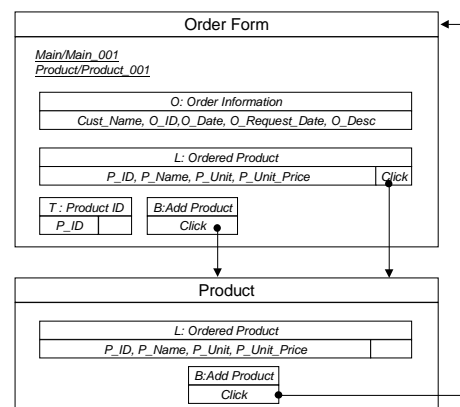 Order Form
Main/Main_001
Product/Product_001
O: Order Information
Cust_Name, O_ID,O_Date, O_Request_Date, O_Desc
L: Ordered Product
P_ID, P_Name, P_Unit, P_Unit_Price Click
T : Product ID B:Add Product
P_ID Click
Product
L: Ordered Product
P_ID, P_Name, P_Unit, P_Unit_Price
B:Add Product
Click